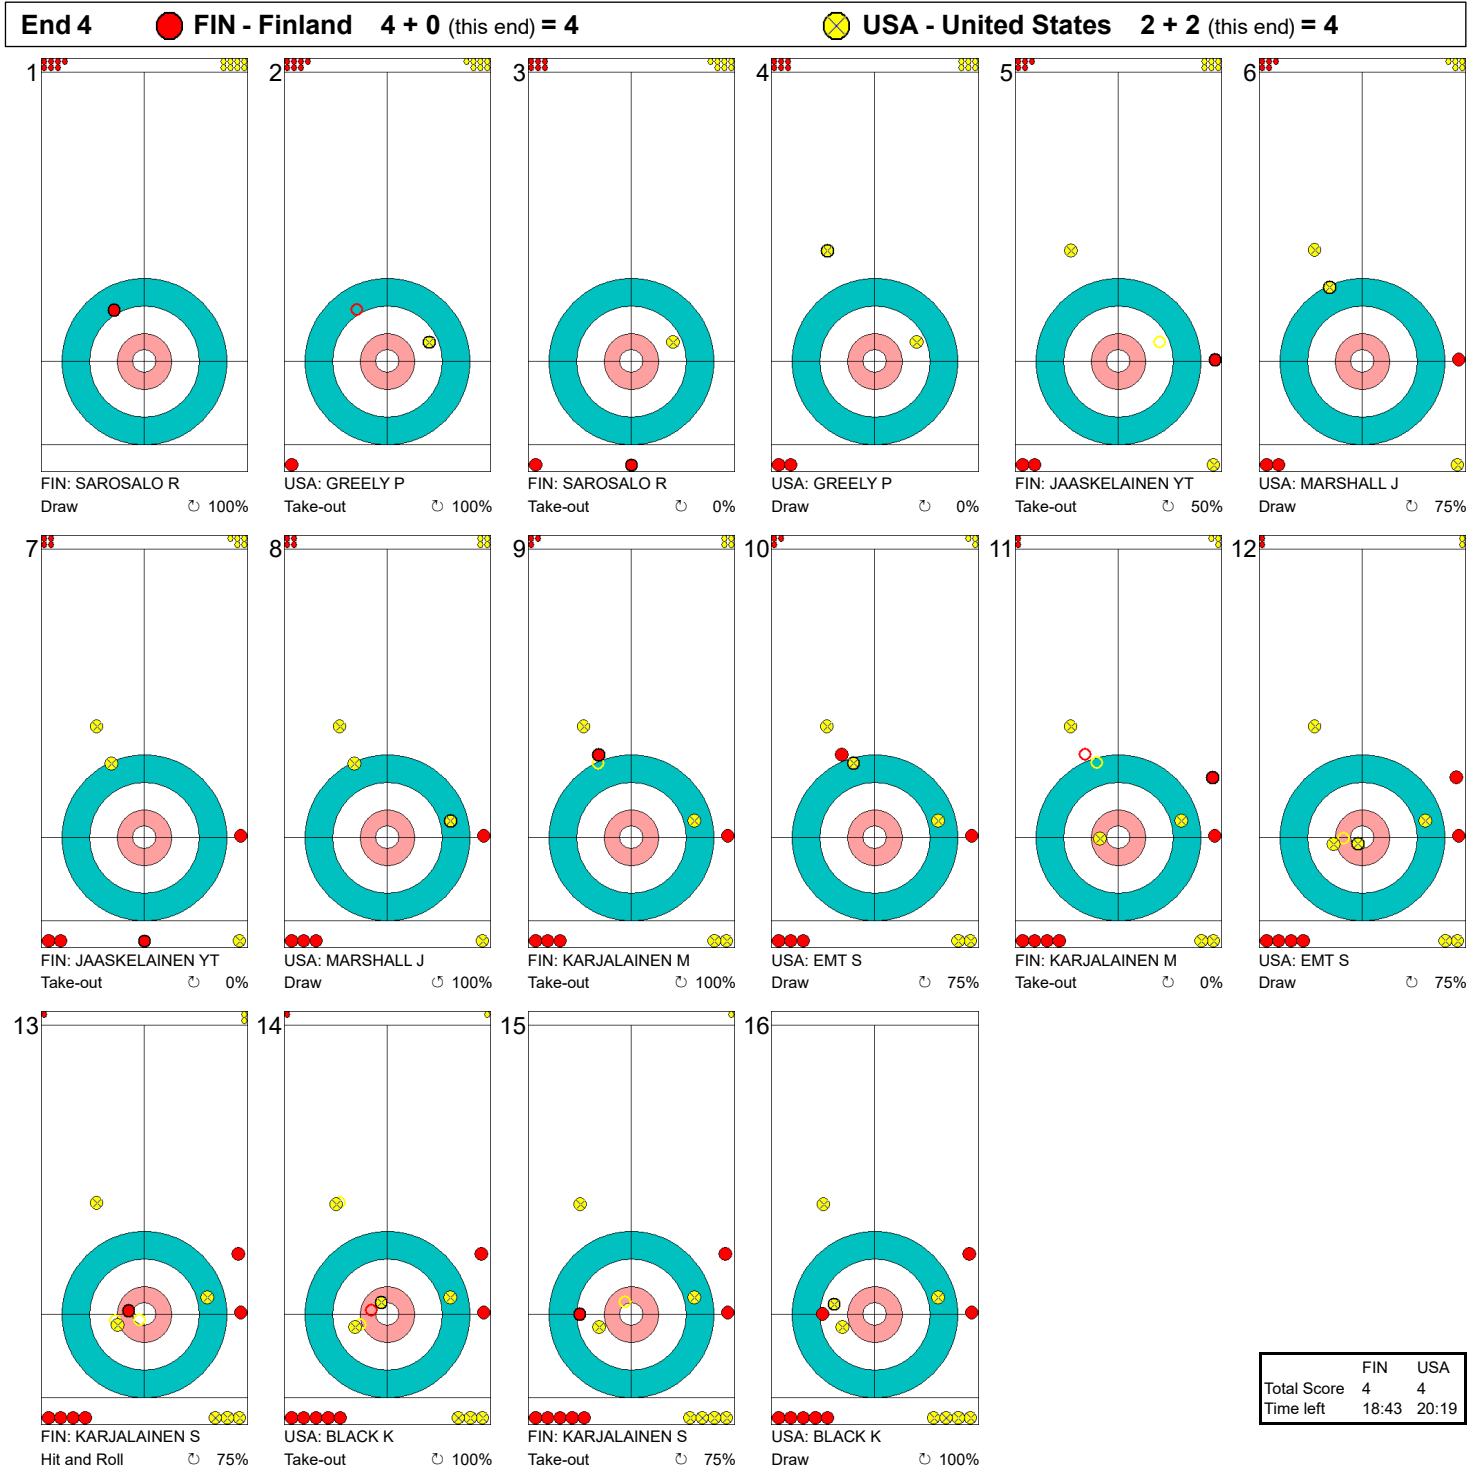 End 4 FIN - Finland 4 + 0 (this end) = 4 USA - United States 2 + 2 (this end) = 4
1 2 3 4 5 6
FIN: SAROSALO R USA: GREELY P FIN: SAROSALO R USA: GREELY P FIN: JAASKELAINEN YT USA: MARSHALL J
Draw ↻ 100% Take-out ↻ 100% Take-out ↻ 0% Draw ↻ 0% Take-out ↻ 50% Draw ↻ 75%
7 8 9 10 11 12
FIN: JAASKELAINEN YT USA: MARSHALL J FIN: KARJALAINEN M USA: EMT S FIN: KARJALAINEN M USA: EMT S
Take-out ↻ 0% Draw ↻ 100% Take-out ↻ 100% Draw ↻ 75% Take-out ↻ 0% Draw ↻ 75%
13 14 15 16
FIN: KARJALAINEN S USA: BLACK K FIN: KARJALAINEN S USA: BLACK K
Hit and Roll ↻ 75% Take-out ↻ 100% Take-out ↻ 75% Draw ↻ 100%
FIN USA
Total Score 4 4
Time left 18:43 20:19